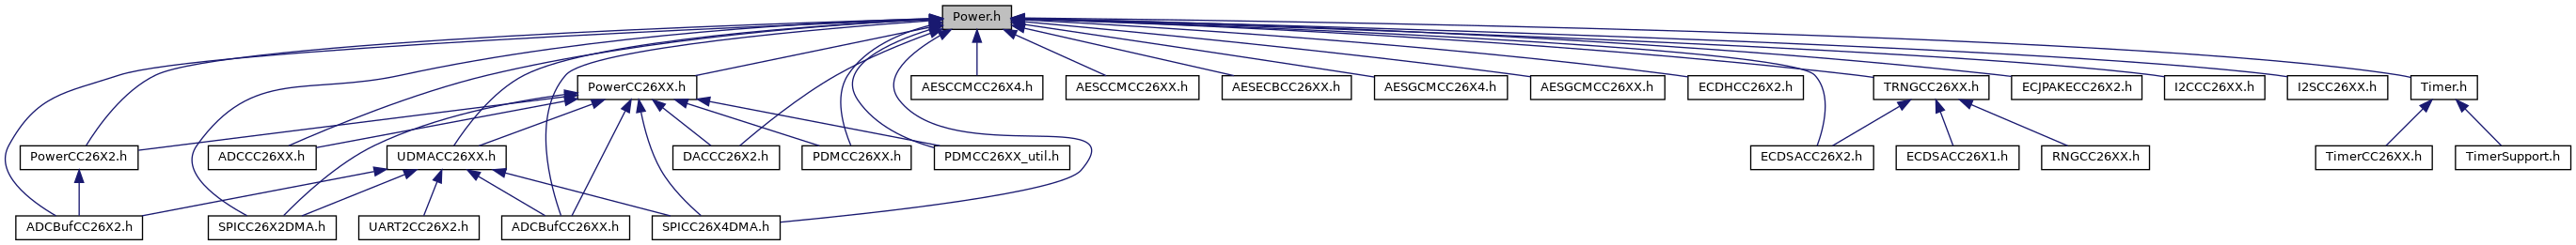 Power.h
PowerCC26XX.h
AESCCMCC26X4.h
AESCCMCC26XX.h
AESECBCC26XX.h
AESGCMCC26X4.h
AESGCMCC26XX.h
ECDHCC26X2.h
TRNGCC26XX.h
ECJPAKECC26X2.h
I2CCC26XX.h
I2SCC26XX.h
Timer.h
PowerCC26X2.h
ADCCC26XX.h
UDMACC26XX.h
DACCC26X2.h
PDMCC26XX.h
PDMCC26XX_util.h
ECDSACC26X2.h
ECDSACC26X1.h
RNGCC26XX.h
TimerCC26XX.h
TimerSupport.h
ADCBufCC26X2.h
SPICC26X2DMA.h
UART2CC26X2.h
ADCBufCC26XX.h
SPICC26X4DMA.h